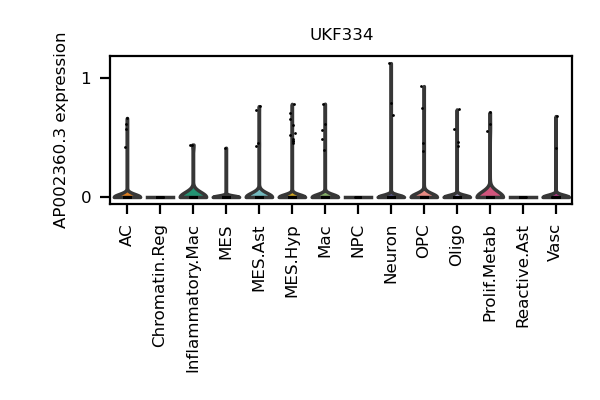 UKF334
AP002360.3 expression
1
0
AC
Chromatin.Reg
Inflammatory.Mac
MES
MES.Ast
MES.Hyp
Mac
NPC
Neuron
OPC
Oligo
Prolif.Metab
Reactive.Ast
Vasc